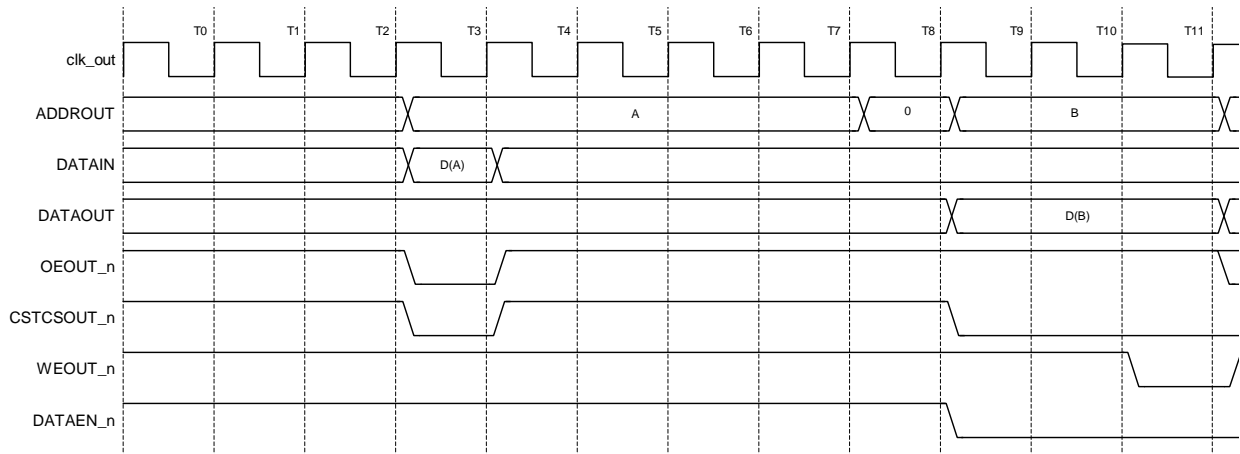 T0 T1 T2 T3 T4 T5 T6 T7 T8 T9 T10 T11
clk_out
ADDROUT A 0 B
DATAIN D(A)
DATAOUT D(B)
OEOUT_n
CSTCSOUT_n
WEOUT_n
DATAEN_n